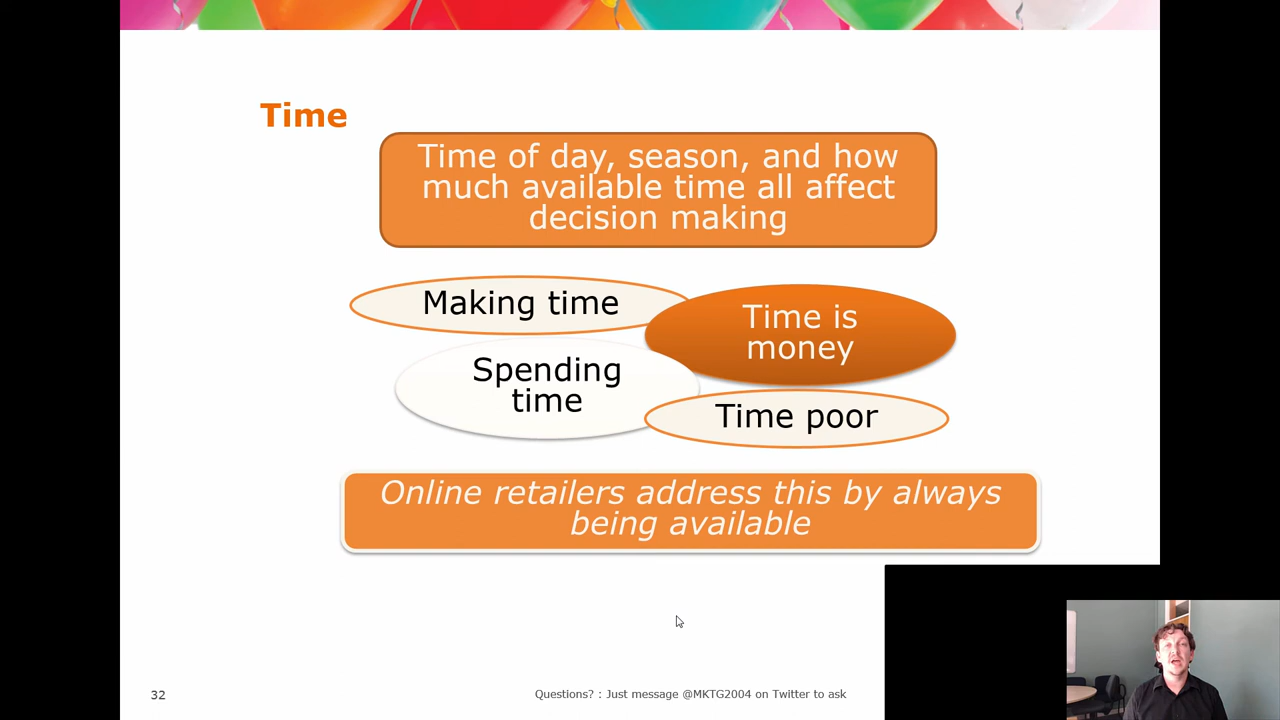 Time
Time of day, season, and how
much available time all affect
decision making
Making time
Time is
money
Spending
time
Time poor
Online retailers address this by always
being available
32
Questions? : Just message @MKTG2004 on Twitter to ask